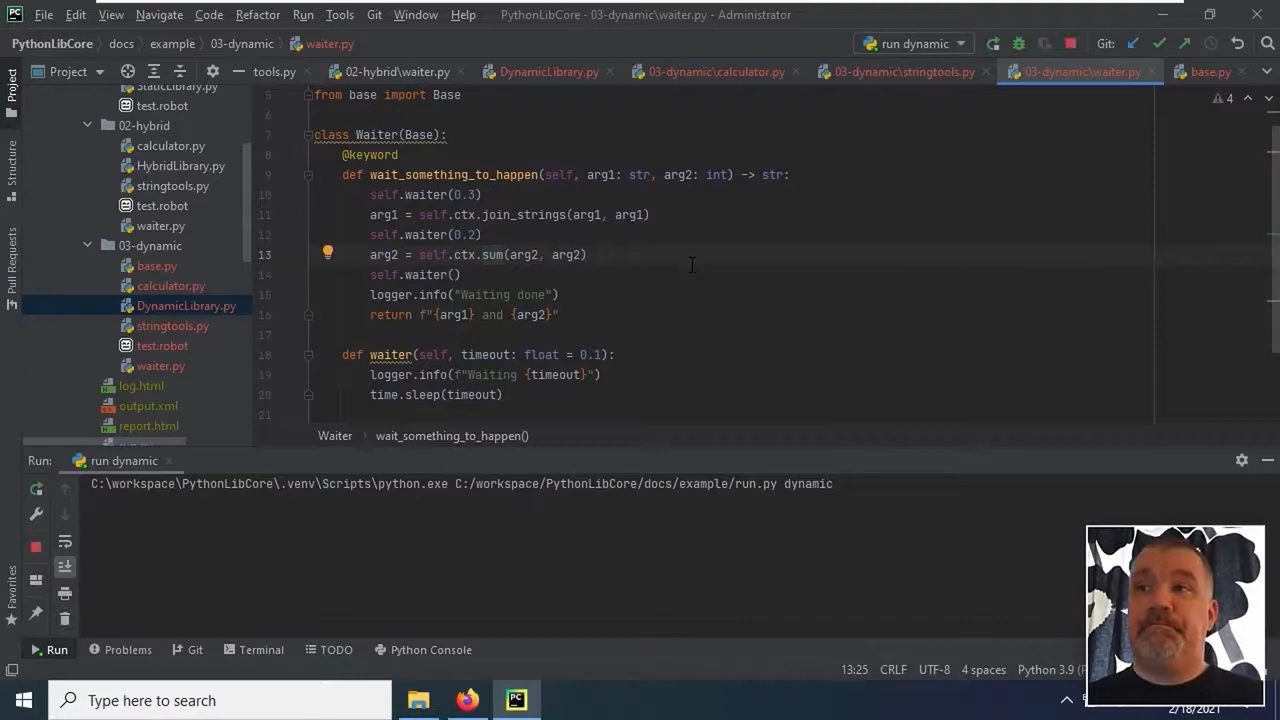 File Edit View Navigate Code Refactor Run Tools Git Window Help PythonLibCore - 03-dynamic\waiter.py - Administrator
PythonLibCore docs example 03-dynamic waiter.py run dynamic Git:
Project tools.py 02-hybrid\waiter.py DynamicLibrary.py 03-dynamic\calculator.py 03-dynamic\stringtools.py 03-dynamic\waiter.py base.py
Project
Structure
Pull Requests
Favorites
StaticLibrary.py
test.robot
02-hybrid
calculator.py
HybridLibrary.py
stringtools.py
test.robot
waiter.py
03-dynamic
base.py
calculator.py
DynamicLibrary.py
stringtools.py
test.robot
waiter.py
log.html
output.xml
report.html
4
5 from base import Base
6
7 class Waiter(Base):
8 @keyword
9 def wait_something_to_happen(self, arg1: str, arg2: int) -> str:
10 self.waiter(0.3)
11 arg1 = self.ctx.join_strings(arg1, arg1)
12 self.waiter(0.2)
13 arg2 = self.ctx.sum(arg2, arg2)
14 self.waiter()
15 logger.info("Waiting done")
16 return f"{arg1} and {arg2}"
17
18 def waiter(self, timeout: float = 0.1):
19 logger.info(f"Waiting {timeout}")
20 time.sleep(timeout)
21
Waiter wait_something_to_happen()
Run: run dynamic
C:\workspace\PythonLibCore\.venv\Scripts\python.exe C:/workspace/PythonLibCore/docs/example/run.py dynamic
Run Problems Git Terminal TODO Python Console
13:25 CRLF UTF-8 4 spaces Python 3.9
Type here to search
2/18/2021